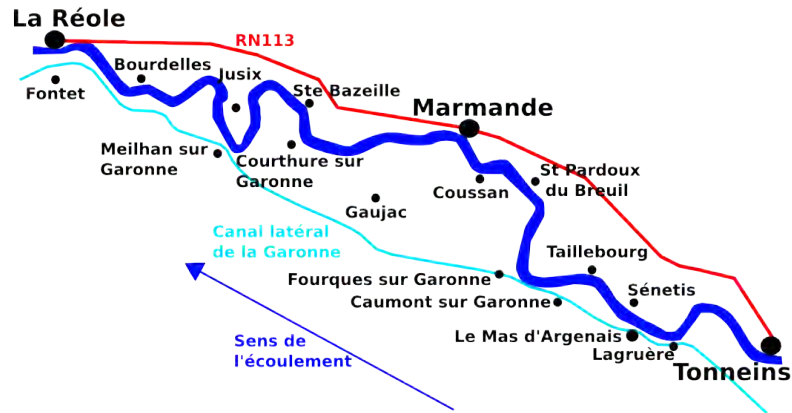 La Réole
RN113
Bourdelles
Jusix
Fontet
Ste Bazeille
Marmande
Meilhan sur
Garonne
Courthure sur
Garonne
St Pardoux
du Breuil
Coussan
Gaujac
Canal latéral
de la Garonne
Taillebourg
Fourques sur Garonne
Caumont sur Garonne
Sénetis
Sens de
l'écoulement
Le Mas d'Argenais
Lagruère
Tonneins